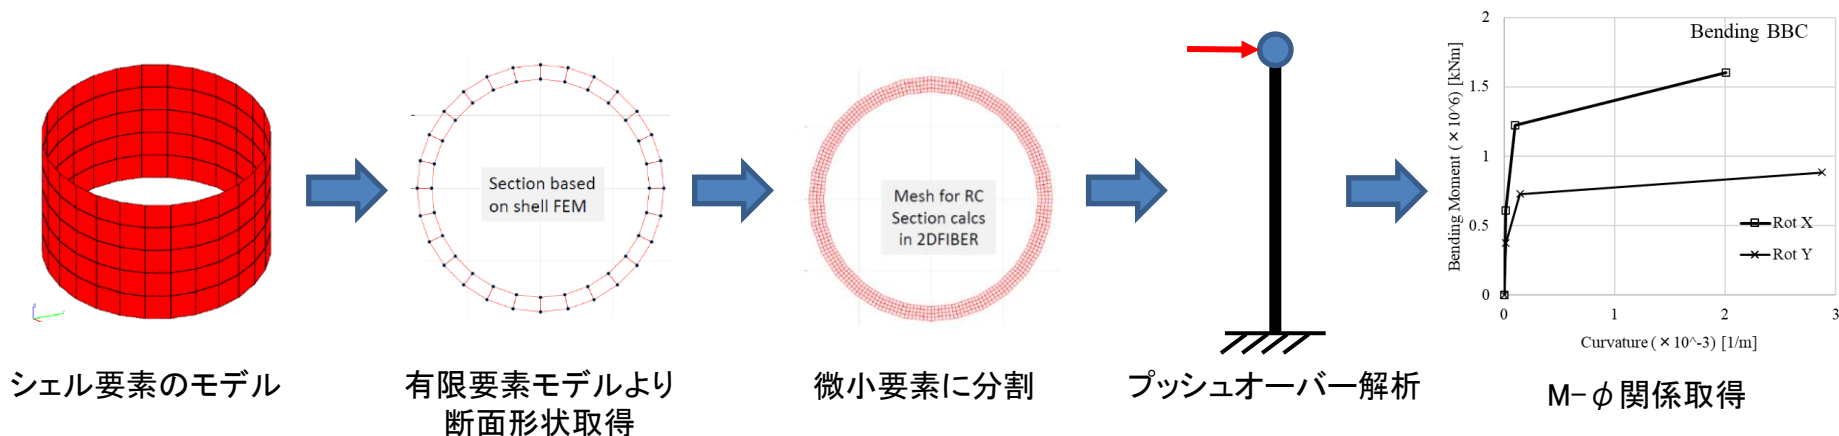 Section based
on shell FEM
Mesh for RC
Section calcs
in 2DFIBER
Bending BBC
Bending Moment (×10^6) [kNm]
2
1.5
1
0.5
0
0
1
2
3
Rot X
Rot Y
Curvature (×10^-3) [1/m]
シェル要素のモデル
有限要素モデルより
断面形状取得
微小要素に分割
プッシュオーバー解析
M-φ関係取得